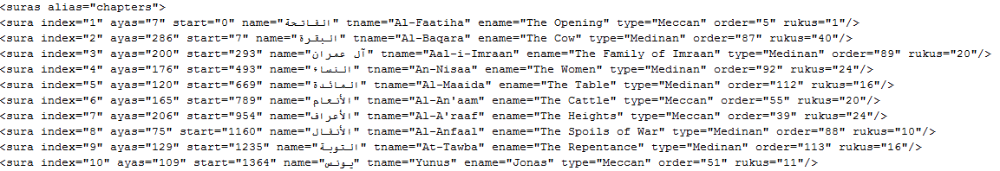 <suras alias="chapters">
<sura index="1" ayas="7" start="0" name="الفاتحة" tname="Al-Faatiha" ename="The Opening" type="Meccan" order="5" rukus="1"/>
<sura index="2" ayas="286" start="7" name="البقرة" tname="Al-Baqara" ename="The Cow" type="Medinan" order="87" rukus="40"/>
<sura index="3" ayas="200" start="293" name="آل عمران" tname="Aal-i-Imraan" ename="The Family of Imraan" type="Medinan" order="89" rukus="20"/>
<sura index="4" ayas="176" start="493" name="النساء" tname="An-Nisaa" ename="The Women" type="Medinan" order="92" rukus="24"/>
<sura index="5" ayas="120" start="669" name="المائدة" tname="Al-Maaida" ename="The Table" type="Medinan" order="112" rukus="16"/>
<sura index="6" ayas="165" start="789" name="الأنعام" tname="Al-An'aam" ename="The Cattle" type="Meccan" order="55" rukus="20"/>
<sura index="7" ayas="206" start="954" name="الأعراف" tname="Al-A'raaf" ename="The Heights" type="Meccan" order="39" rukus="24"/>
<sura index="8" ayas="75" start="1160" name="الأنفال" tname="Al-Anfaal" ename="The Spoils of War" type="Medinan" order="88" rukus="10"/>
<sura index="9" ayas="129" start="1235" name="التوبة" tname="At-Tawba" ename="The Repentance" type="Medinan" order="113" rukus="16"/>
<sura index="10" ayas="109" start="1364" name="يونس" tname="Yunus" ename="Jonas" type="Meccan" order="51" rukus="11"/>